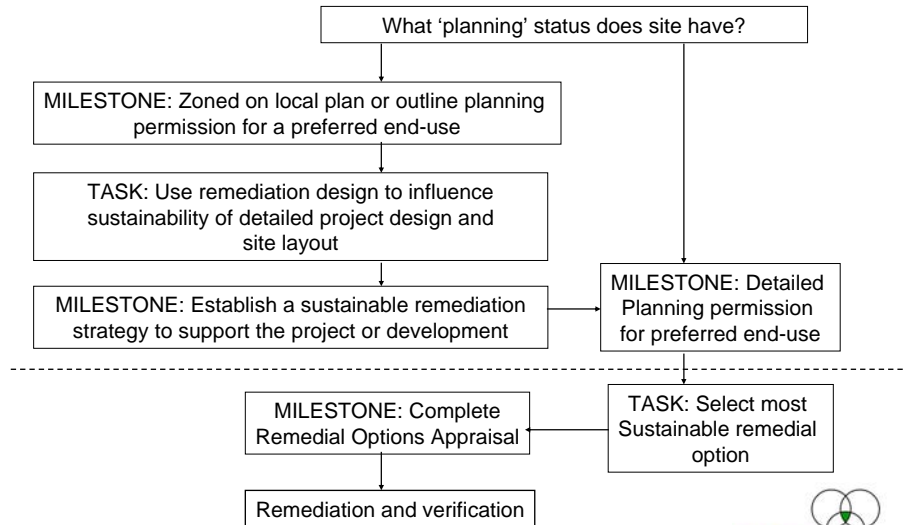 What ‘planning’ status does site have?
MILESTONE: Zoned on local plan or outline planning
permission for a preferred end-use
TASK: Use remediation design to influence
sustainability of detailed project design and
site layout
MILESTONE: Establish a sustainable remediation
strategy to support the project or development
MILESTONE: Detailed
Planning permission
for preferred end-use
TASK: Select most
Sustainable remedial
option
MILESTONE: Complete
Remedial Options Appraisal
Remediation and verification